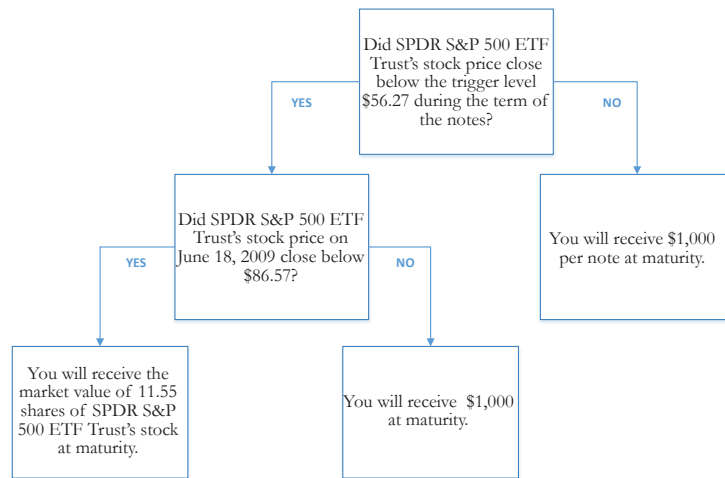 Did SPDR S&P 500 ETF
Trust's stock price close
below the trigger level
$56.27 during the term of
the notes?
YES
NO
Did SPDR S&P 500 ETF
Trust's stock price on
June 18, 2009 close below
$86.57?
You will receive $1,000
per note at maturity.
YES
NO
You will receive the
market value of 11.55
shares of SPDR S&P
500 ETF Trust's stock
at maturity.
You will receive $1,000
at maturity.